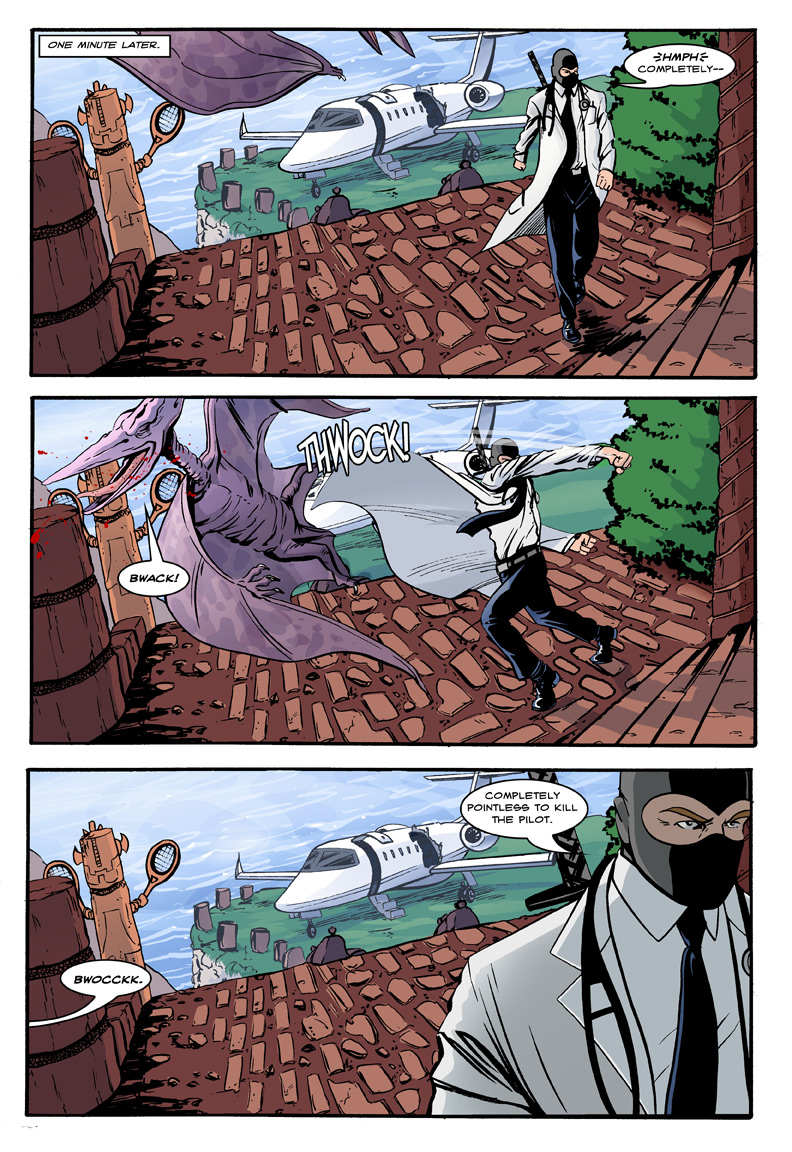 ONE MINUTE LATER.
HMPH
COMPLETELY--
THWOCK!
BWACK!
COMPLETELY
POINTLESS TO KILL
THE PILOT.
BWOCCKK.